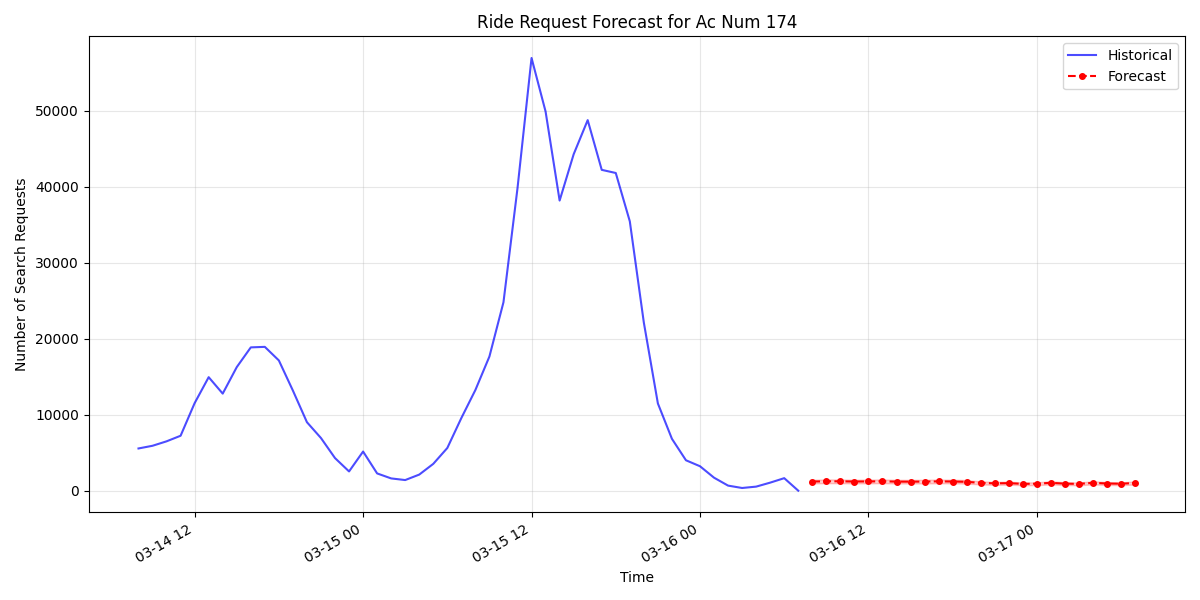 Ride Request Forecast for Ac Num 174
Historical
Forecast
Number of Search Requests
50000
40000
30000
20000
10000
0
03-14 12
03-15 00
03-15 12
03-16 00
03-16 12
03-17 00
Time